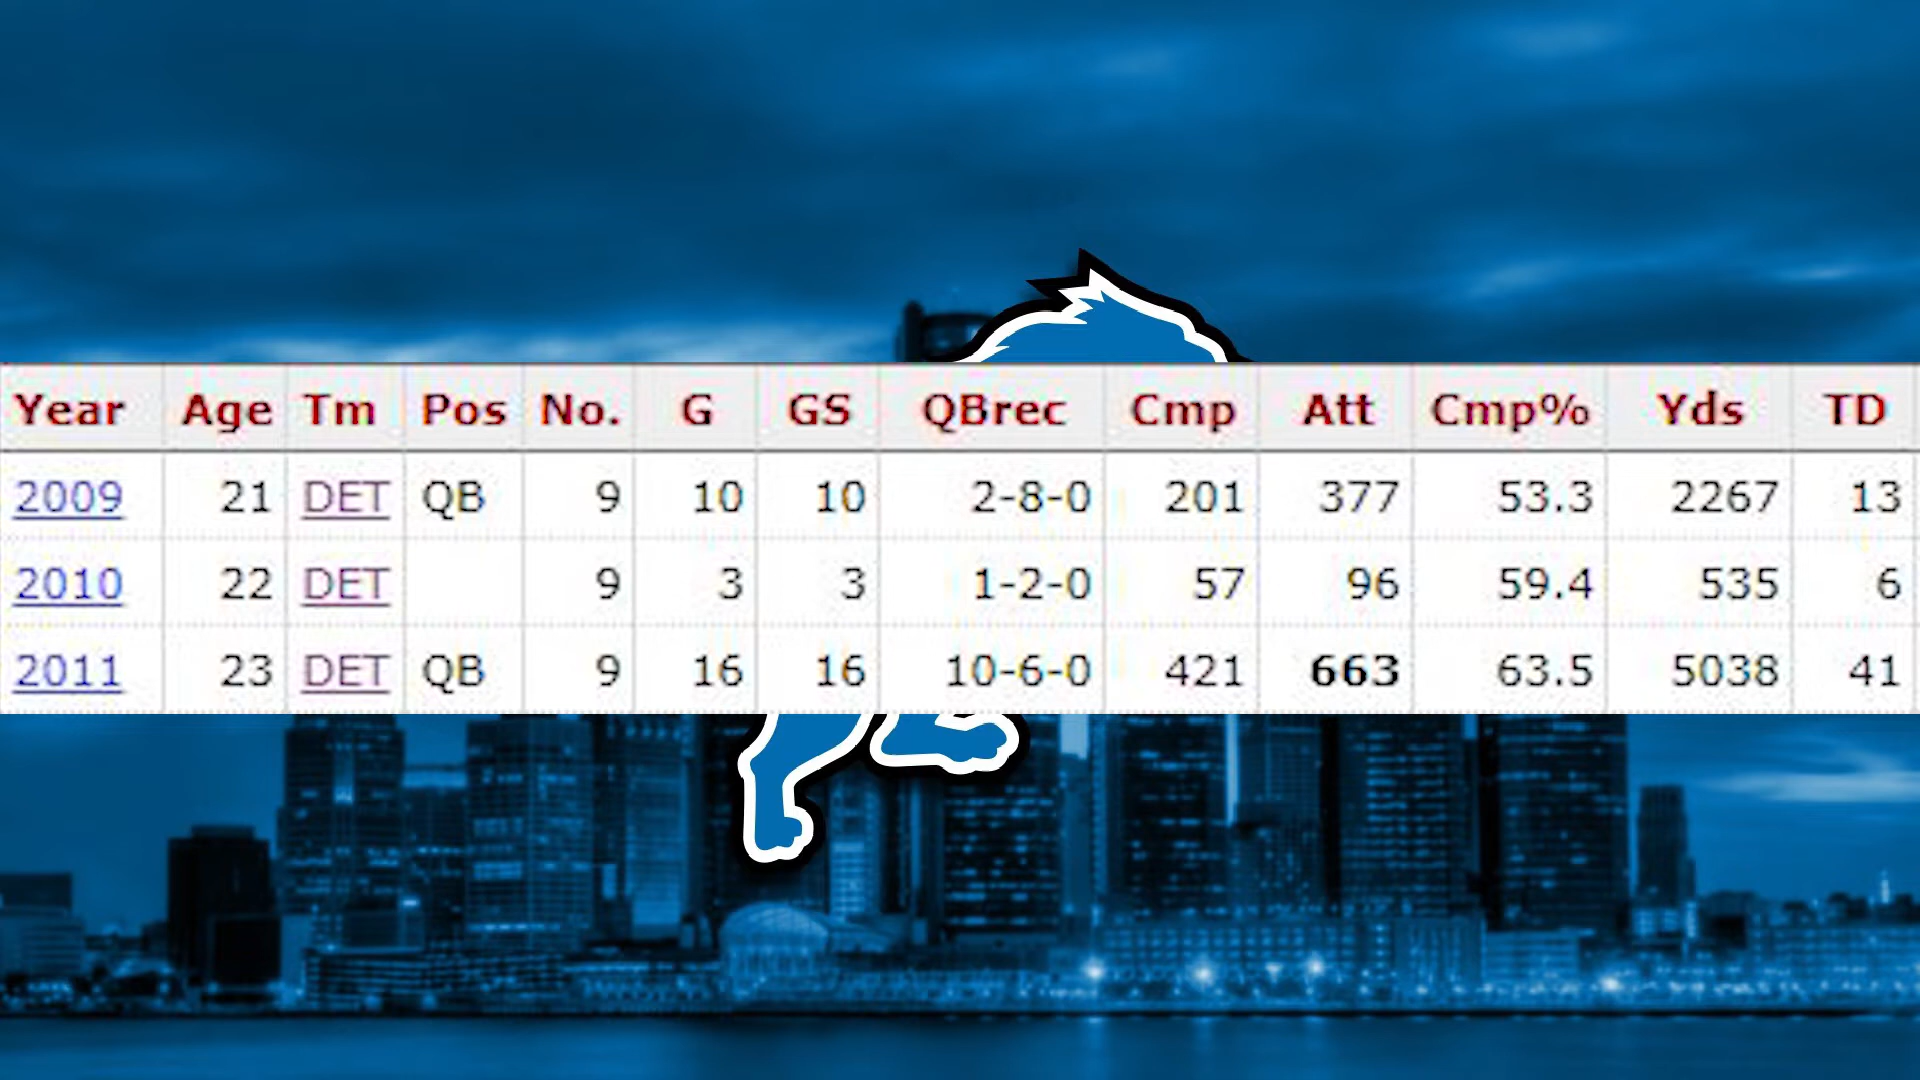 Year Age Tm Pos No. G GS QBrec Cmp Att Cmp% Yds TD
2009 21 DET QB 9 10 10 2-8-0 201 377 53.3 2267 13
2010 22 DET 9 3 3 1-2-0 57 96 59.4 535 6
2011 23 DET QB 9 16 16 10-6-0 421 663 63.5 5038 41